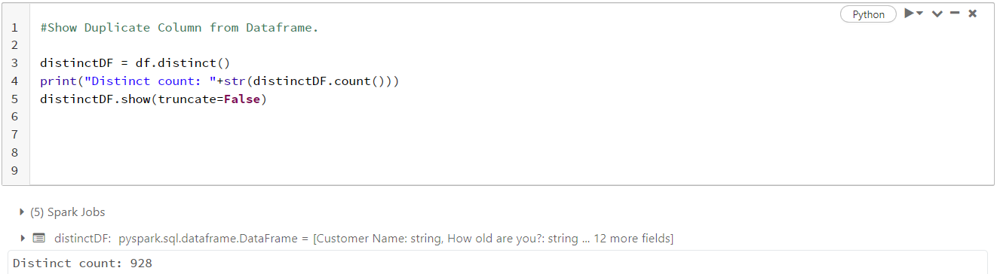 Python
1 #Show Duplicate Column from Dataframe.
2
3 distinctDF = df.distinct()
4 print("Distinct count: "+str(distinctDF.count()))
5 distinctDF.show(truncate=False)
6
7
8
9
(5) Spark Jobs
distinctDF: pyspark.sql.dataframe.DataFrame = [Customer Name: string, How old are you?: string ... 12 more fields]
Distinct count: 928